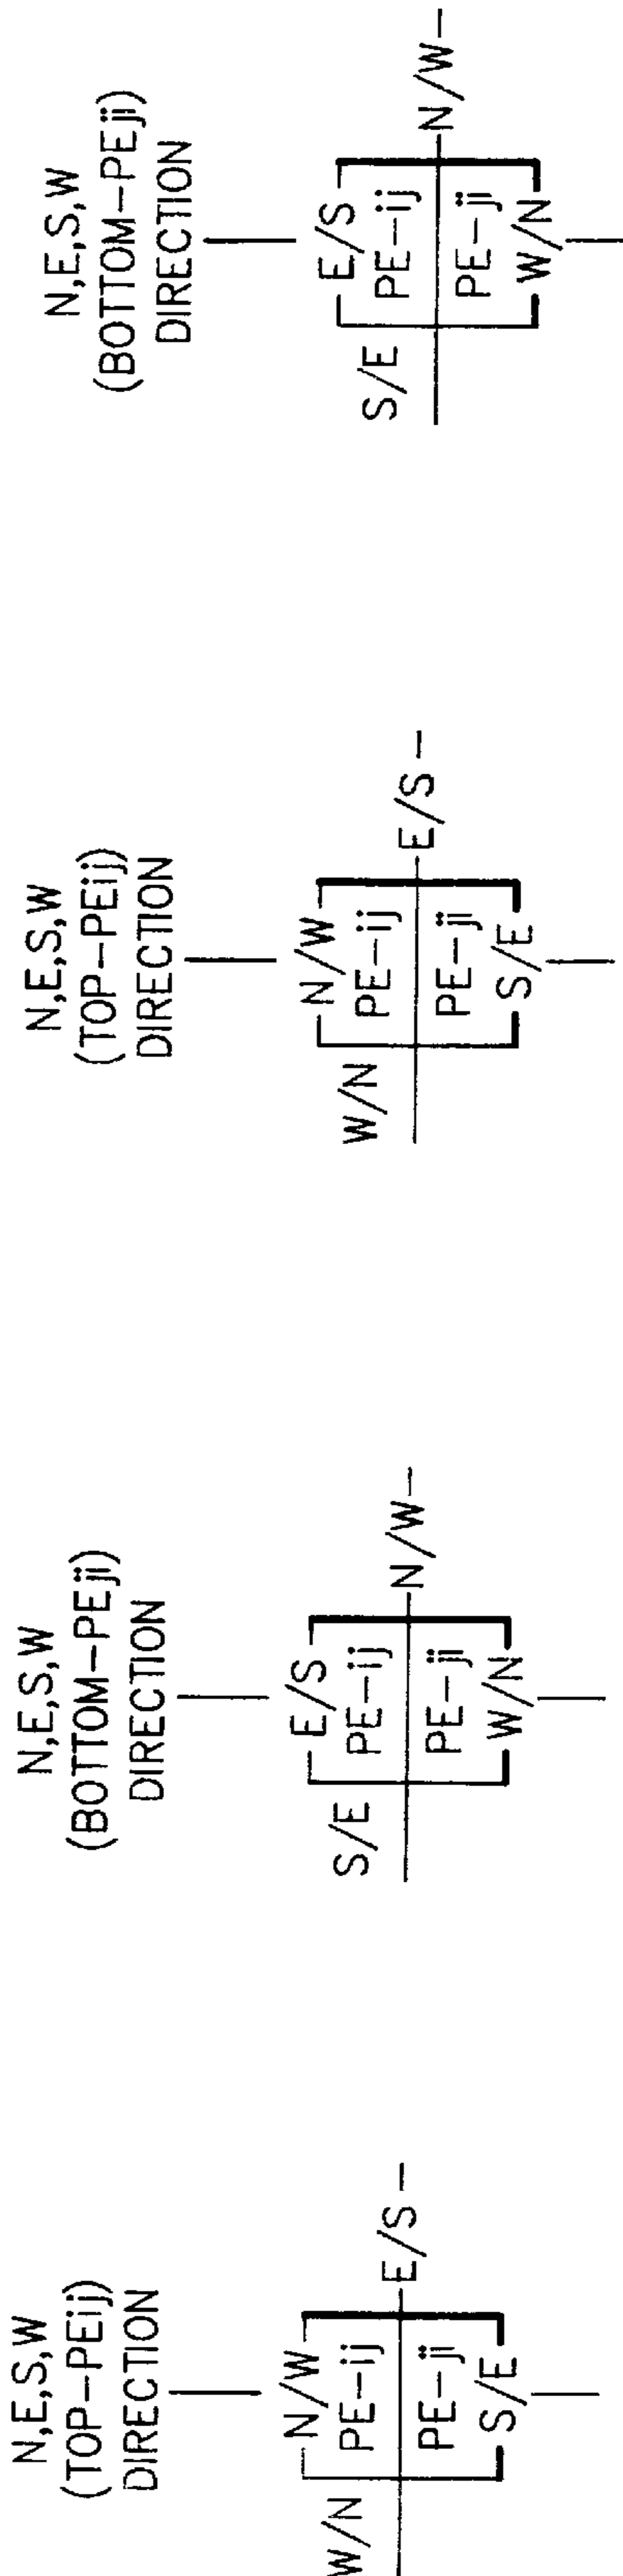 N,E,S,W
(TOP-PEij)
DIRECTION
N/W
W/N
PE-ij
E/S
PE-ji
S/E
N,E,S,W
(BOTTOM-PEji)
DIRECTION
E/S
S/E
PE-ij
N/W
PE-ji
W/N
N,E,S,W
(TOP-PEij)
DIRECTION
N/W
W/N
PE-ij
E/S
PE-ji
S/E
N,E,S,W
(BOTTOM-PEji)
DIRECTION
E/S
S/E
PE-ij
N/W
PE-ji
W/N